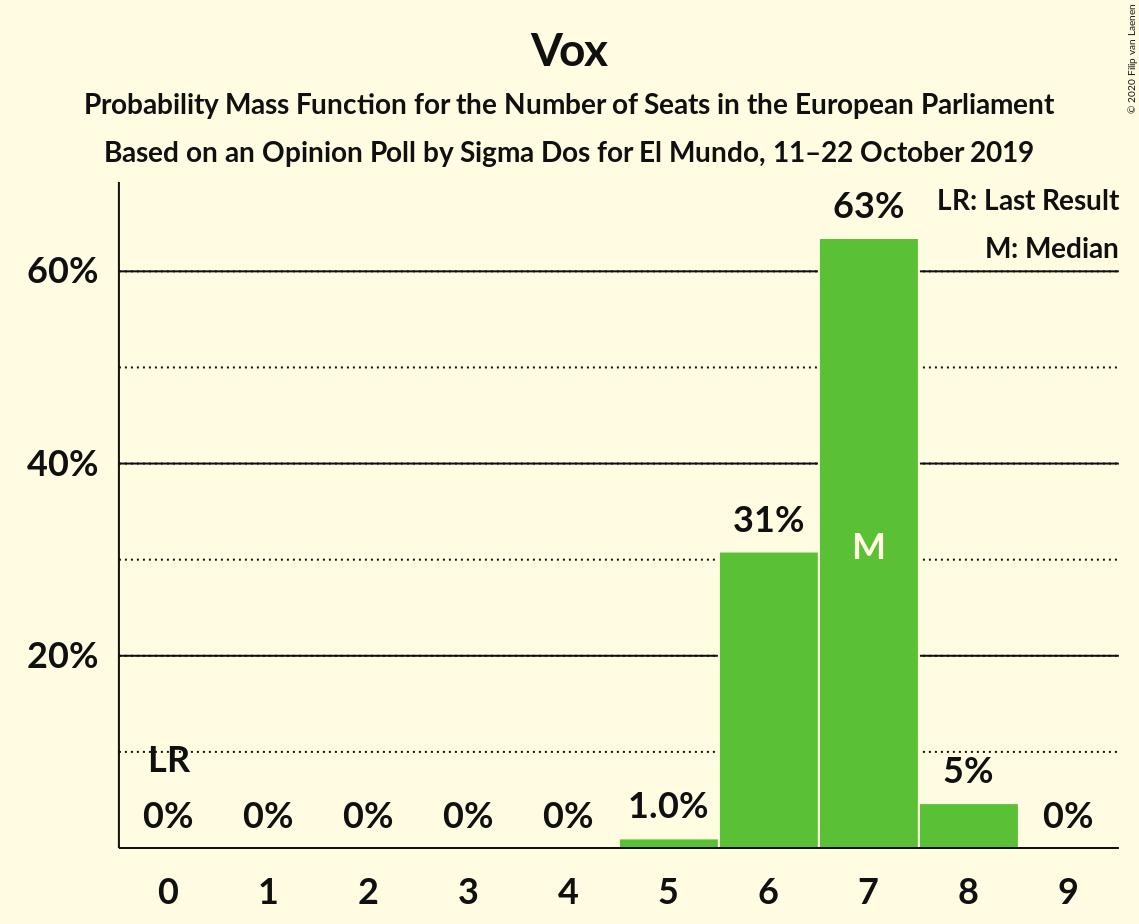 Vox
Probability Mass Function for the Number of Seats in the European Parliament
Based on an Opinion Poll by Sigma Dos for El Mundo, 11–22 October 2019
© 2020 Filip van Laenen
LR: Last Result
M: Median
60%
40%
20%
63%
31%
M
LR
0%
0%
0%
0%
0%
1.0%
5%
0%
0 1 2 3 4 5 6 7 8 9